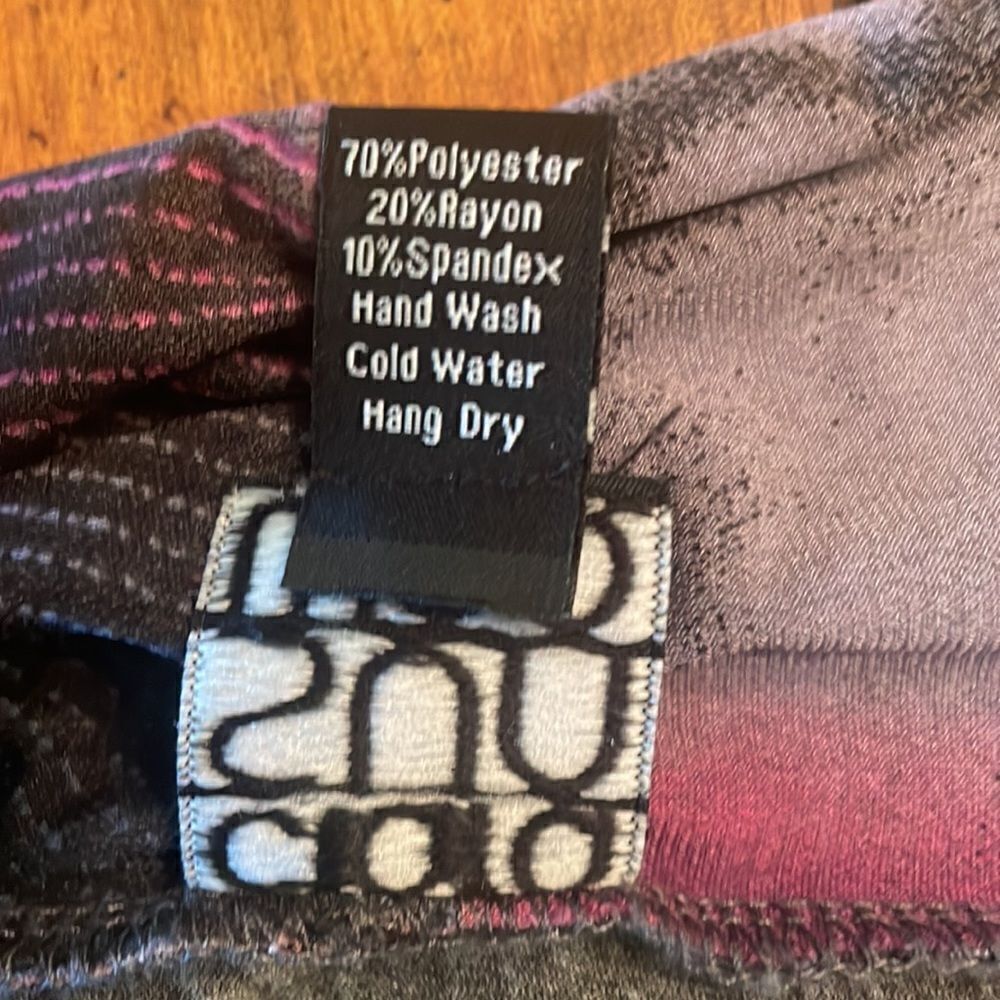 70%Polyester
20%Rayon
10%Spandex
Hand Wash
Cold Water
Hang Dry